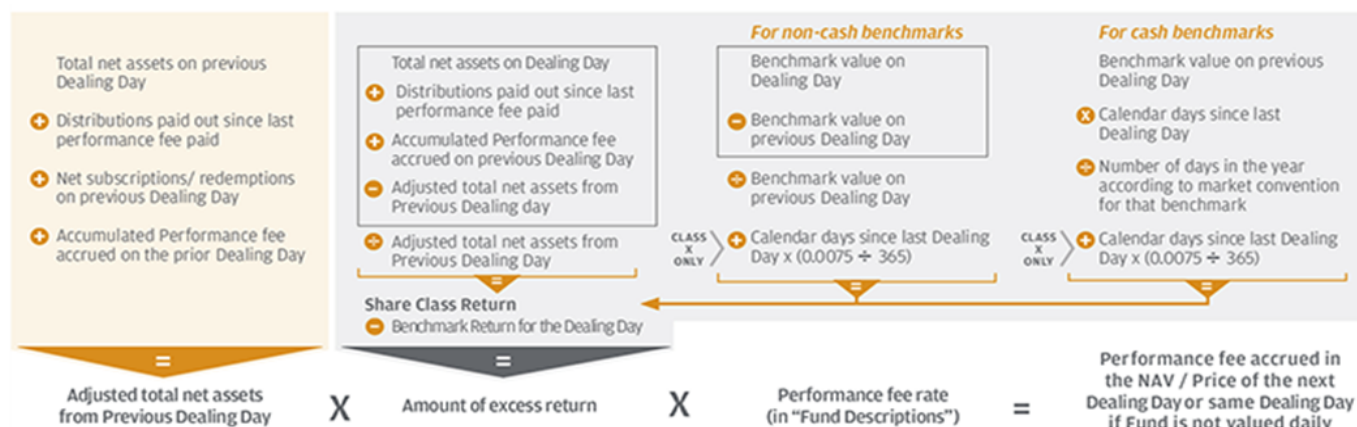 Total net assets on previous
Dealing Day
+ Distributions paid out since last
performance fee paid
+ Net subscriptions/ redemptions
on previous Dealing Day
+ Accumulated Performance fee
accrued on the prior Dealing Day
=
Adjusted total net assets
from Previous Dealing Day
X
Total net assets on Dealing Day
+ Distributions paid out since last
performance fee paid
+ Accumulated Performance fee
accrued on previous Dealing Day
− Adjusted total net assets from
Previous Dealing day
÷ Adjusted total net assets from
Previous Dealing Day
=
Share Class Return
− Benchmark Return for the Dealing Day
=
Amount of excess return
X
For non-cash benchmarks
Benchmark value on
Dealing Day
− Benchmark value on
previous Dealing Day
÷ Benchmark value on
previous Dealing Day
CLASS
X
ONLY
+ Calendar days since last Dealing
Day x (0.0075 ÷ 365)
=
For cash benchmarks
Benchmark value on previous
Dealing Day
x Calendar days since last
Dealing Day
÷ Number of days in the year
according to market convention
for that benchmark
CLASS
X
ONLY
+ Calendar days since last Dealing
Day x (0.0075 ÷ 365)
=
Performance fee rate
(in “Fund Descriptions”)
=
Performance fee accrued in
the NAV / Price of the next
Dealing Day or same Dealing Day
if Fund is not valued daily